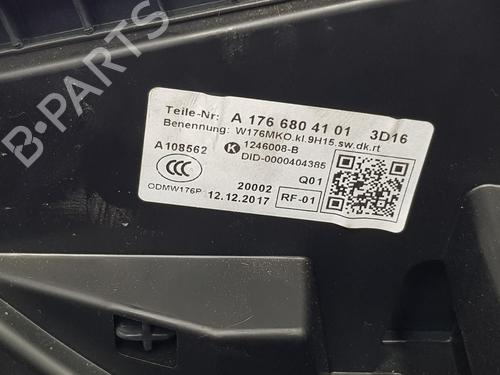 Teile-Nr: A 176 680 41 01 3D16
Benennung: W176MKO.kl.9H15.sw.dk.rt
A108562 K 1246008-B
DID-0000404385
CCC Q01
ODMW176P 20002
12.12.2017 RF-01
B-PARTS